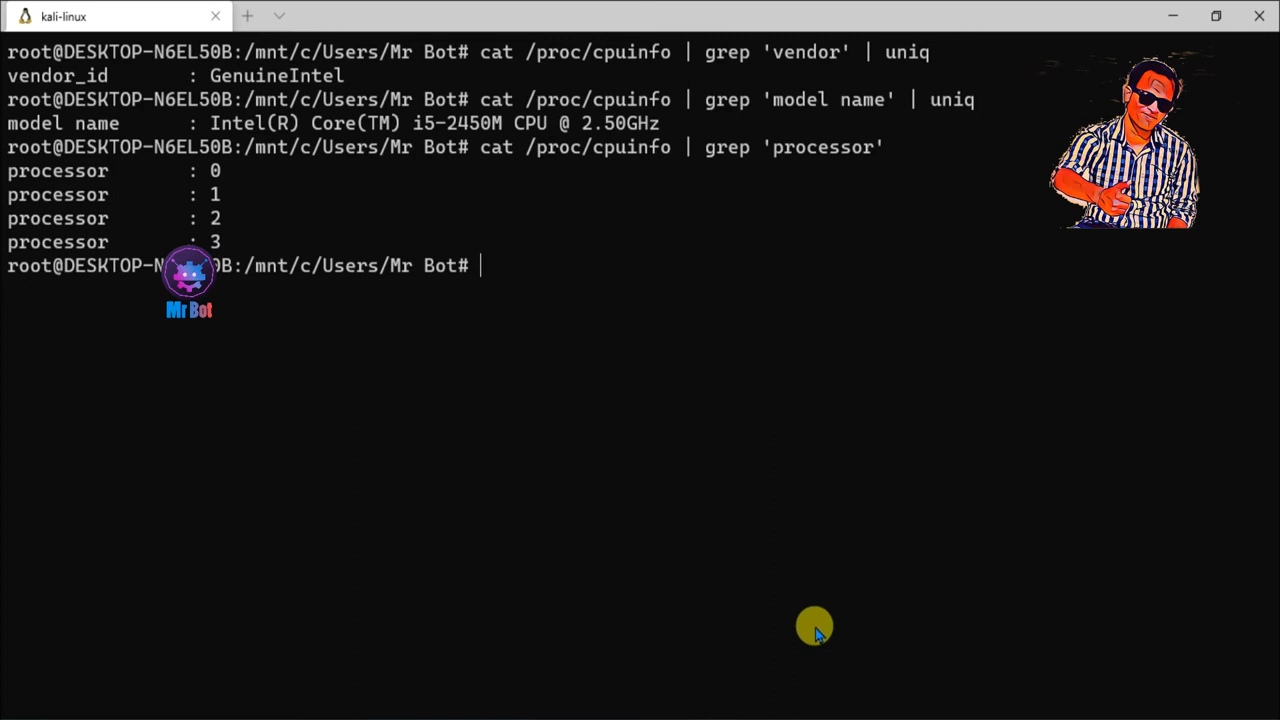 kali-linux
root@DESKTOP-N6EL50B:/mnt/c/Users/Mr Bot# cat /proc/cpuinfo | grep 'vendor' | uniq
vendor_id : GenuineIntel
root@DESKTOP-N6EL50B:/mnt/c/Users/Mr Bot# cat /proc/cpuinfo | grep 'model name' | uniq
model name : Intel(R) Core(TM) i5-2450M CPU @ 2.50GHz
root@DESKTOP-N6EL50B:/mnt/c/Users/Mr Bot# cat /proc/cpuinfo | grep 'processor'
processor : 0
processor : 1
processor : 2
processor : 3
root@DESKTOP-N 0B:/mnt/c/Users/Mr Bot#
Mr Bot